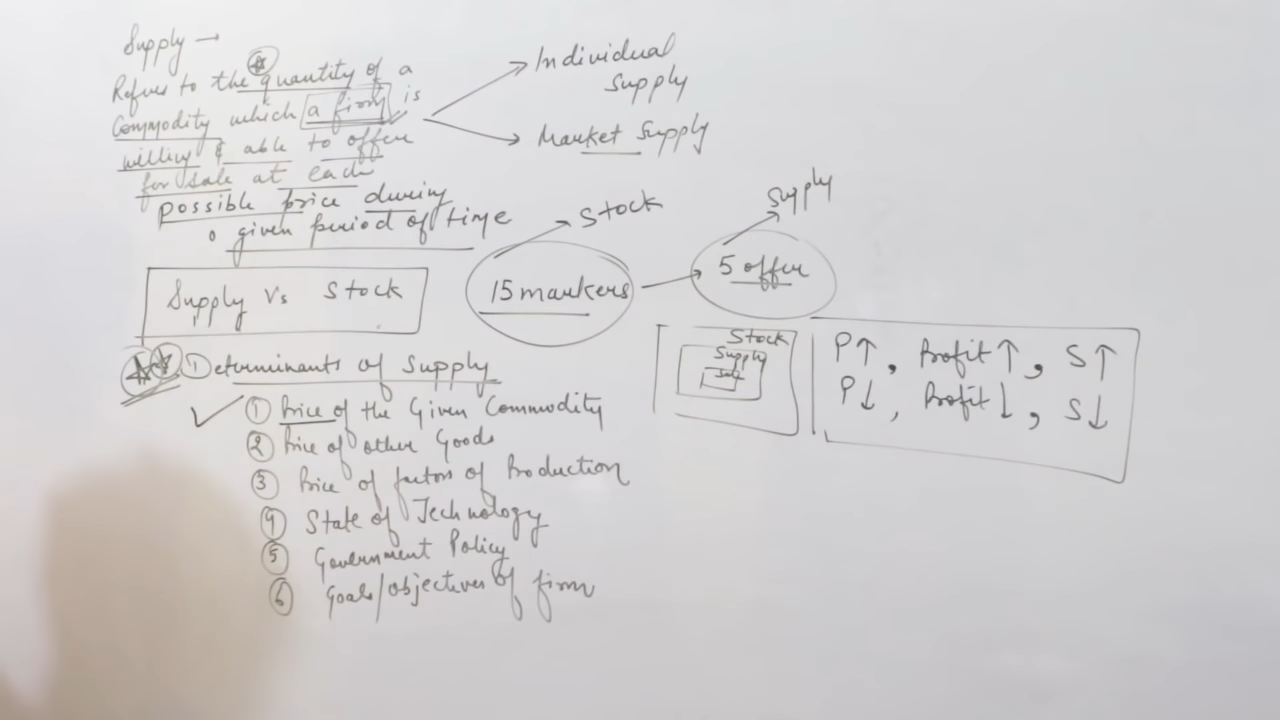 Supply →
Refers to the quantity of a
Commodity which a firm is
willing & able to offer
for sale at each
possible price during
given period of time
Individual
Supply
Market Supply
Supply Vs Stock
Stock
15 markers
Supply
5 offer
Determinants of Supply
① Price of the Given Commodity
② Price of other Goods
③ Price of factors of Production
④ State of Technology
⑤ Government Policy
⑥ Goals/objectives of firm
Stock
Supply
Sale
P↑, Profit↑, S↑
P↓, Profit↓, S↓